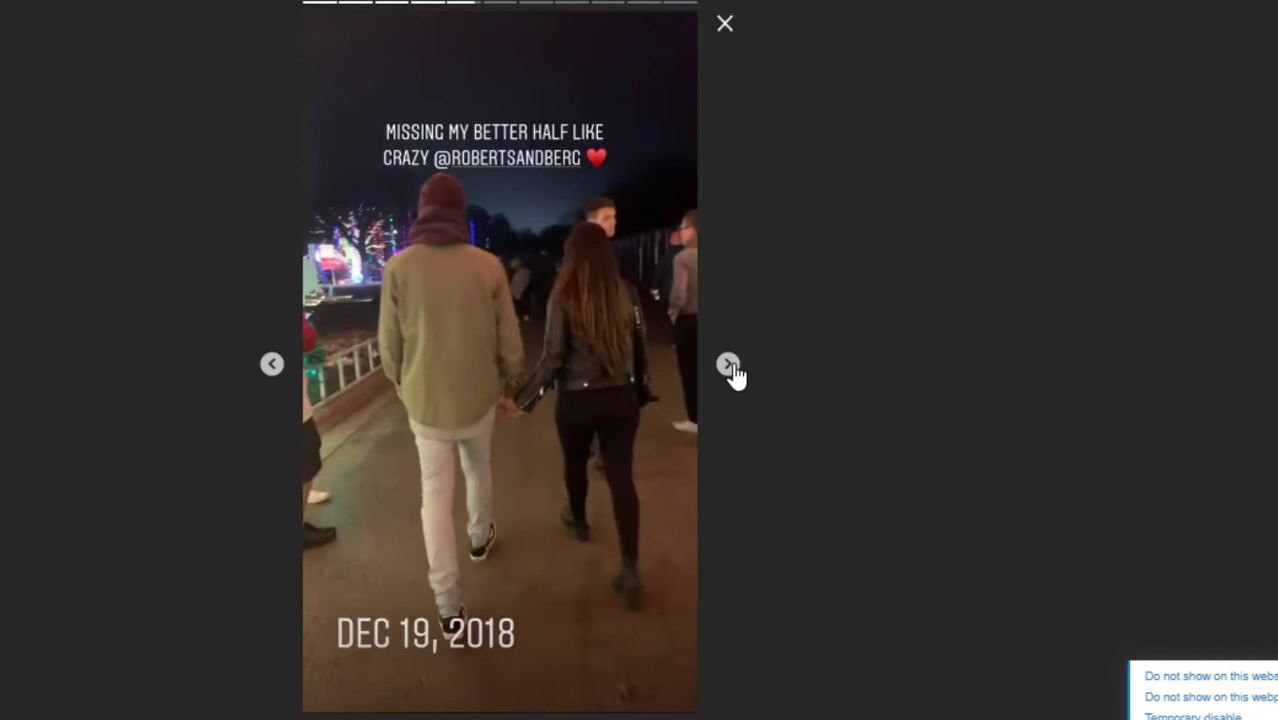 MISSING MY BETTER HALF LIKE
CRAZY @ROBERTSANDBERG ❤️
DEC 19, 2018
Do not show on this webs
Do not show on this webp
Temporary disable